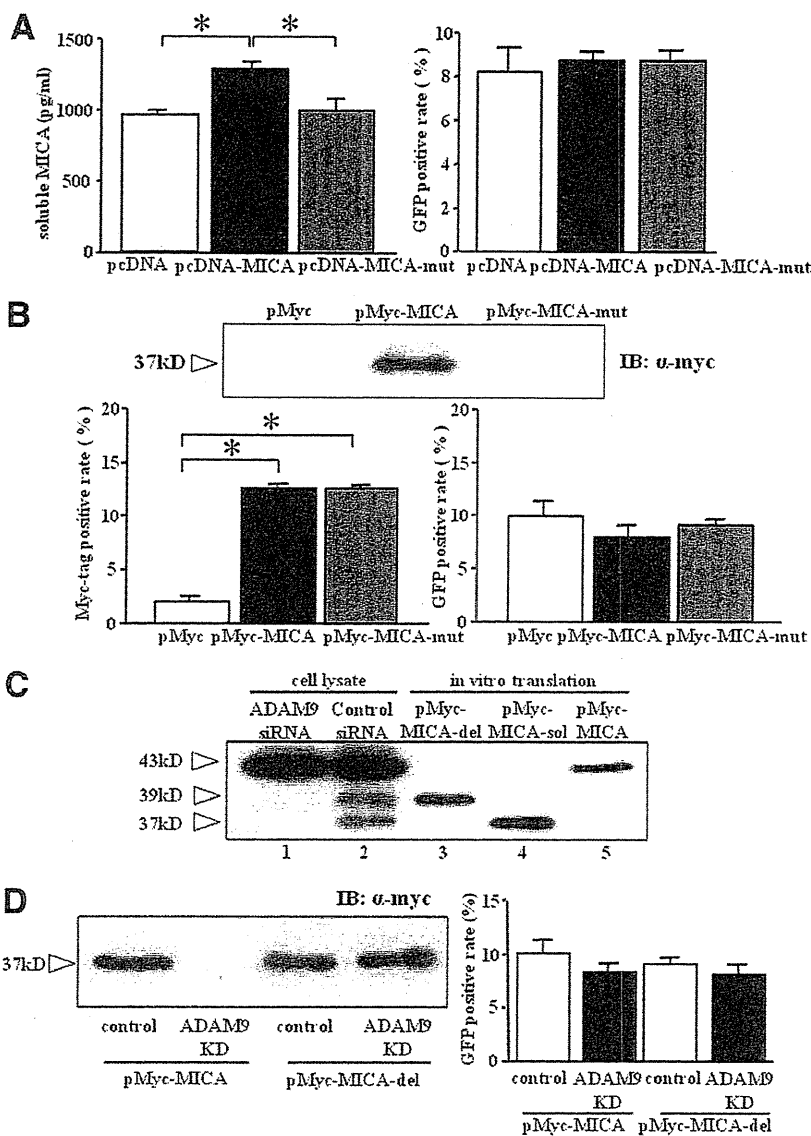 A
soluble MICA (pg/ml)
1500
1000
500
0
*
*
pcDNA pcDNA-MICA pcDNA-MICA-mut
GFP positive rate ( % )
10
8
6
4
2
0
pcDNA pcDNA-MICA pcDNA-MICA-mut
B
pMyc pMyc-MICA pMyc-MICA-mut
37kD
IB: α-myc
Myc-tag positive rate ( % )
20
15
10
5
0
*
*
pMyc pMyc-MICA pMyc-MICA-mut
GFP positive rate ( % )
20
15
10
5
0
pMyc pMyc-MICA pMyc-MICA-mut
C
cell lysate in vitro translation
ADAM9 Control pMyc- pMyc- pMyc-
siRNA siRNA MICA-del MICA-sol MICA
43kD
39kD
37kD
1 2 3 4 5
D
IB: α-myc
37kD
control ADAM9 control ADAM9
KD KD
pMyc-MICA pMyc-MICA-del
GFP positive rate (%)
15
10
5
0
control ADAM9 control ADAM9
KD KD
pMyc-MICA pMyc-MICA-del